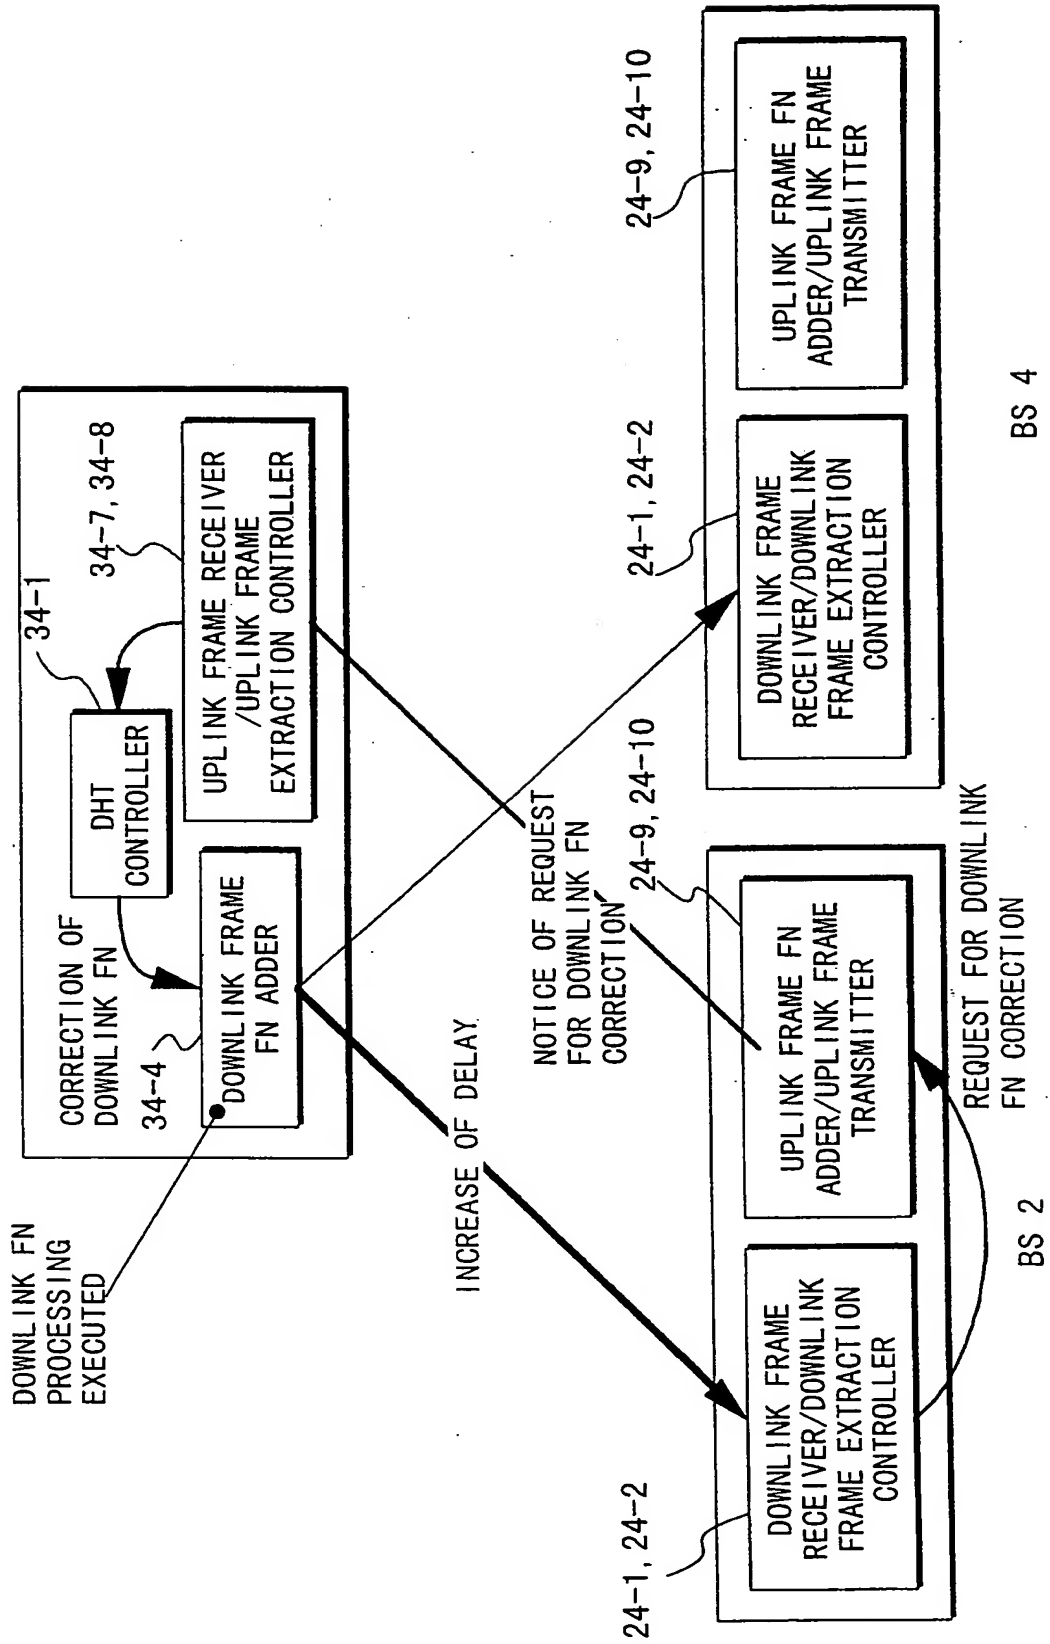 DOWNLINK FN
PROCESSING
EXECUTED
CORRECTION OF
DOWNLINK FN
34-4
DOWNLINK FRAME
FN ADDER
DHT
CONTROLLER
34-1
34-7, 34-8
UPLINK FRAME RECEIVER
/UPLINK FRAME
EXTRACTION CONTROLLER
INCREASE OF DELAY
NOTICE OF REQUEST
FOR DOWNLINK FN
CORRECTION
24-1, 24-2
DOWNLINK FRAME
RECEIVER/DOWNLINK
FRAME EXTRACTION
CONTROLLER
24-9, 24-10
UPLINK FRAME FN
ADDER/UPLINK FRAME
TRANSMITTER
REQUEST FOR DOWNLINK
FN CORRECTION
BS 2
24-1, 24-2
DOWNLINK FRAME
RECEIVER/DOWNLINK
FRAME EXTRACTION
CONTROLLER
24-9, 24-10
UPLINK FRAME FN
ADDER/UPLINK FRAME
TRANSMITTER
BS 4